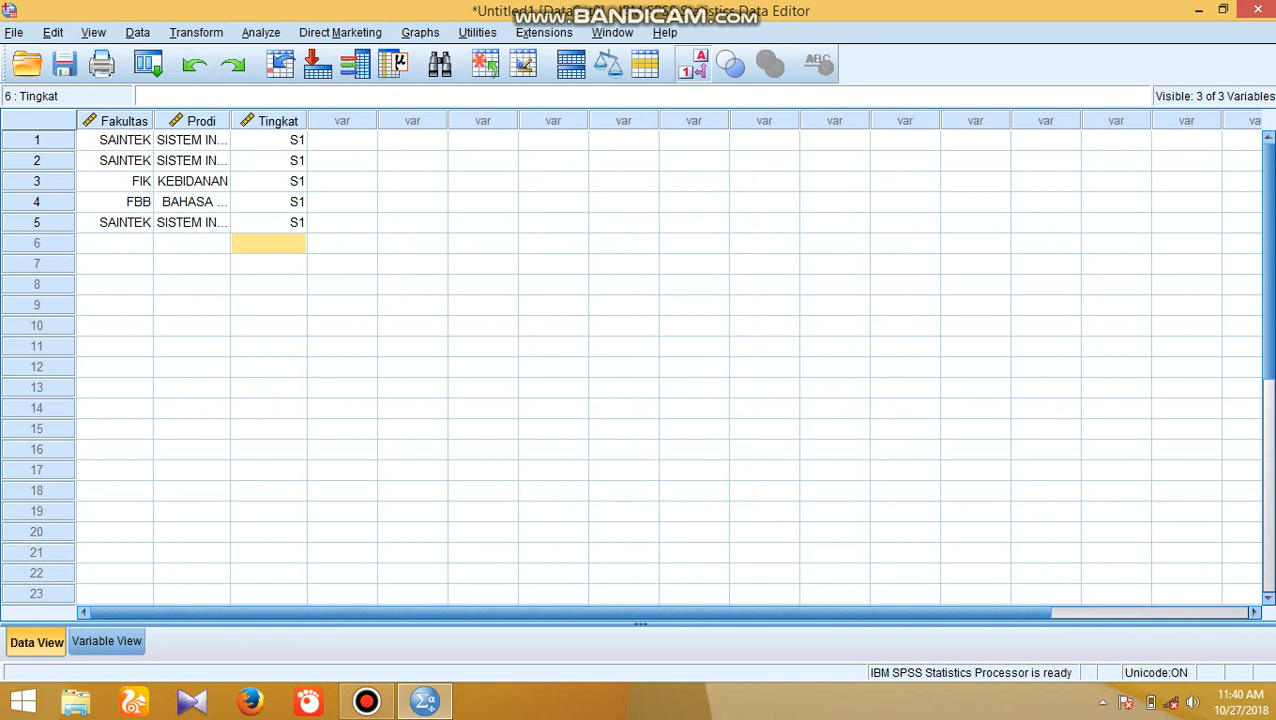 *Untitled1 [DataSet0] - IBM SPSS Statistics Data Editor
www.BANDICAM.com
File Edit View Data Transform Analyze Direct Marketing Graphs Utilities Extensions Window Help
6 : Tingkat Visible: 3 of 3 Variables
Fakultas Prodi Tingkat var var var var var var var var var var var var var va
1 SAINTEK SISTEM IN... S1
2 SAINTEK SISTEM IN... S1
3 FIK KEBIDANAN S1
4 FBB BAHASA ... S1
5 SAINTEK SISTEM IN... S1
6
7
8
9
10
11
12
13
14
15
16
17
18
19
20
21
22
23
Data View Variable View
IBM SPSS Statistics Processor is ready Unicode:ON
11:40 AM
10/27/2018